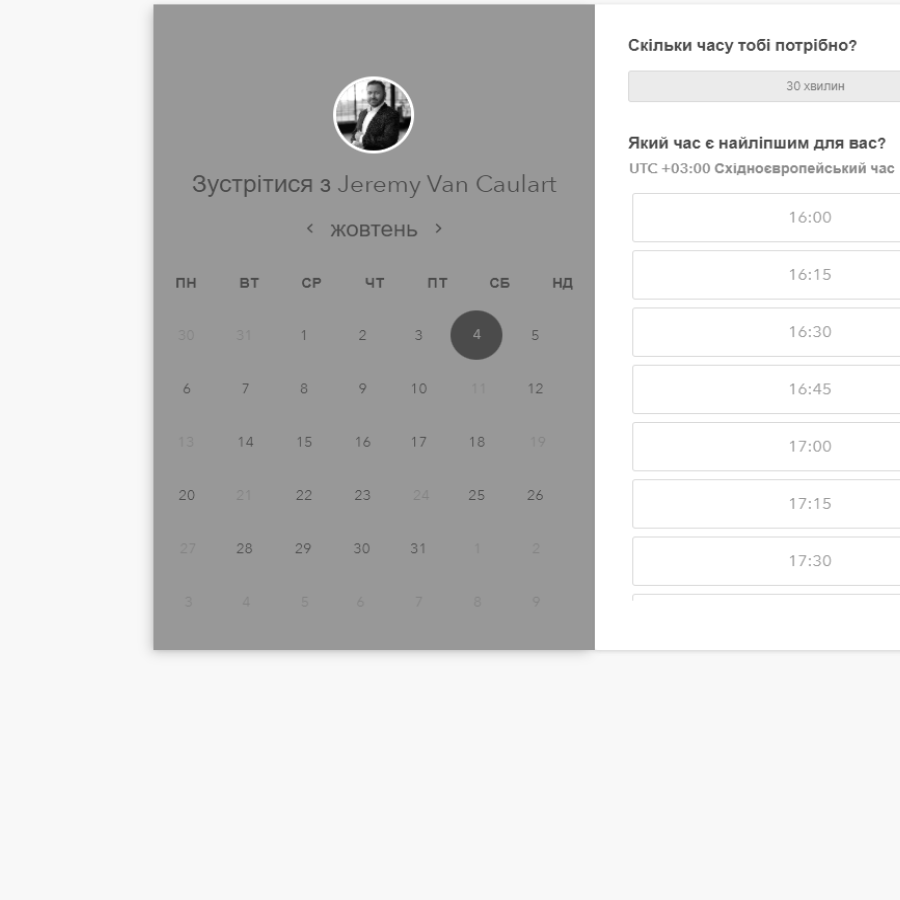 Зустрітися з Jeremy Van Caulart
жовтень
ПН ВТ СР ЧТ ПТ СБ НД
30 31 1 2 3 4 5
6 7 8 9 10 11 12
13 14 15 16 17 18 19
20 21 22 23 24 25 26
27 28 29 30 31 1 2
3 4 5 6 7 8 9
Скільки часу тобі потрібно?
30 хвилин
Який час є найліпшим для вас?
UTC +03:00 Східноєвропейський час
16:00
16:15
16:30
16:45
17:00
17:15
17:30